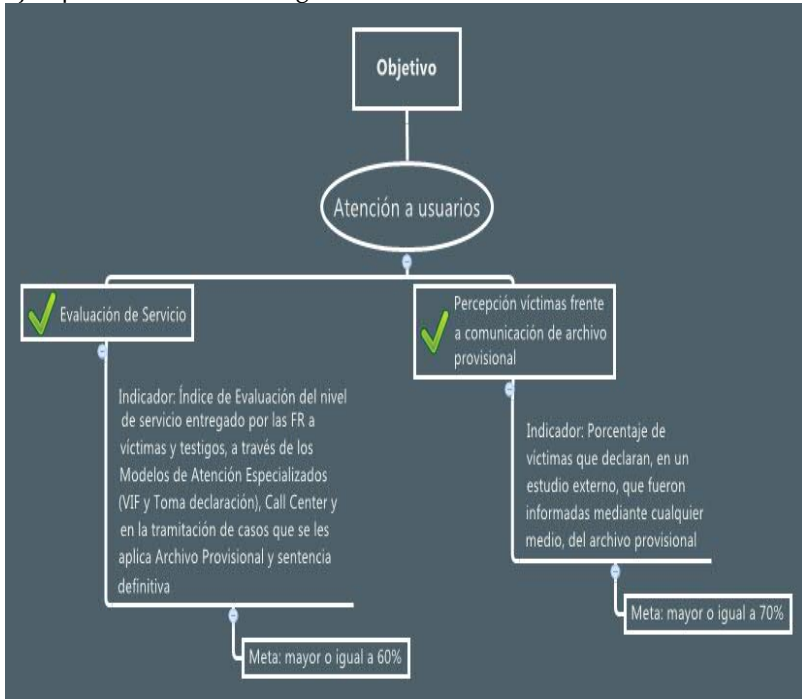 Objetivo
Atención a usuarios
Evaluación de Servicio
Indicador: Índice de Evaluación del nivel
de servicio entregado por las FR a
víctimas y testigos, a través de los
Modelos de Atención Especializados
(VIF y Toma declaración), Call Center y
en la tramitación de casos que se les
aplica Archivo Provisional y sentencia
definitiva
Meta: mayor o igual a 60%
Percepción víctimas frente
a comunicación de archivo
provisional
Indicador: Porcentaje de
víctimas que declaran, en un
estudio externo, que fueron
informadas mediante cualquier
medio, del archivo provisional
Meta: mayor o igual a 70%